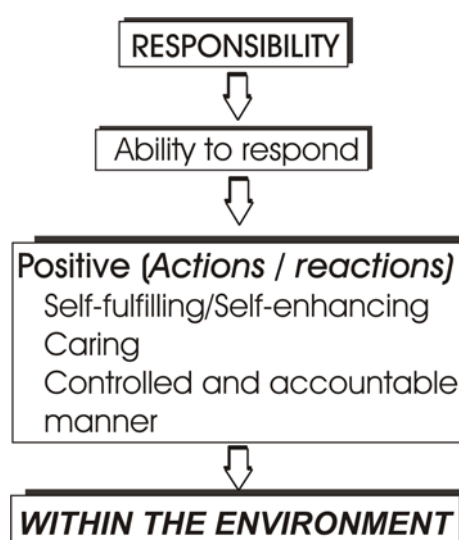 RESPONSIBILITY
Ability to respond
Positive (Actions / reactions)
Self-fulfilling/Self-enhancing
Caring
Controlled and accountable
manner
WITHIN THE ENVIRONMENT